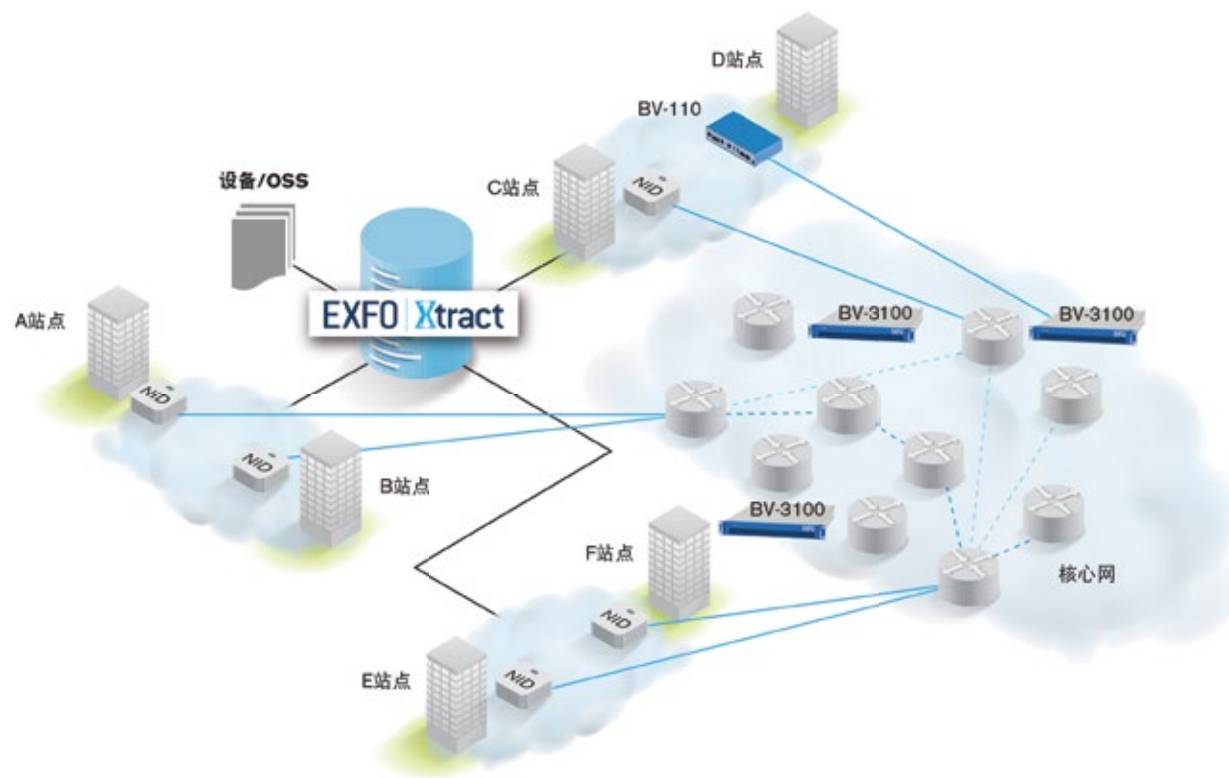 D站点
BV-110
C站点
NID
设备/OSS
EXFO Xtract
A站点
NID
BV-3100
BV-3100
NID
B站点
BV-3100
F站点
核心网
NID
E站点
NID